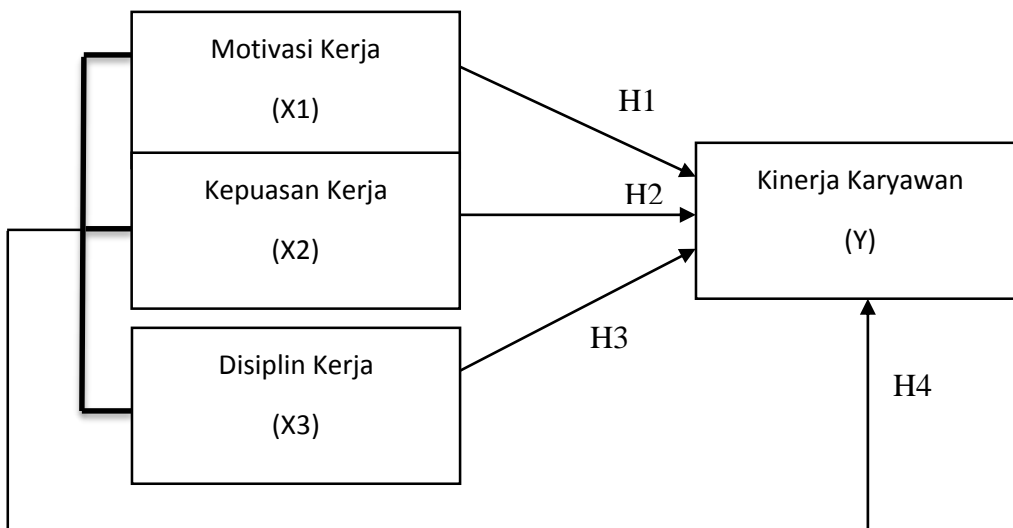 Motivasi Kerja
(X1)
H1
Kepuasan Kerja
(X2)
H2
Kinerja Karyawan
(Y)
Disiplin Kerja
(X3)
H3
H4